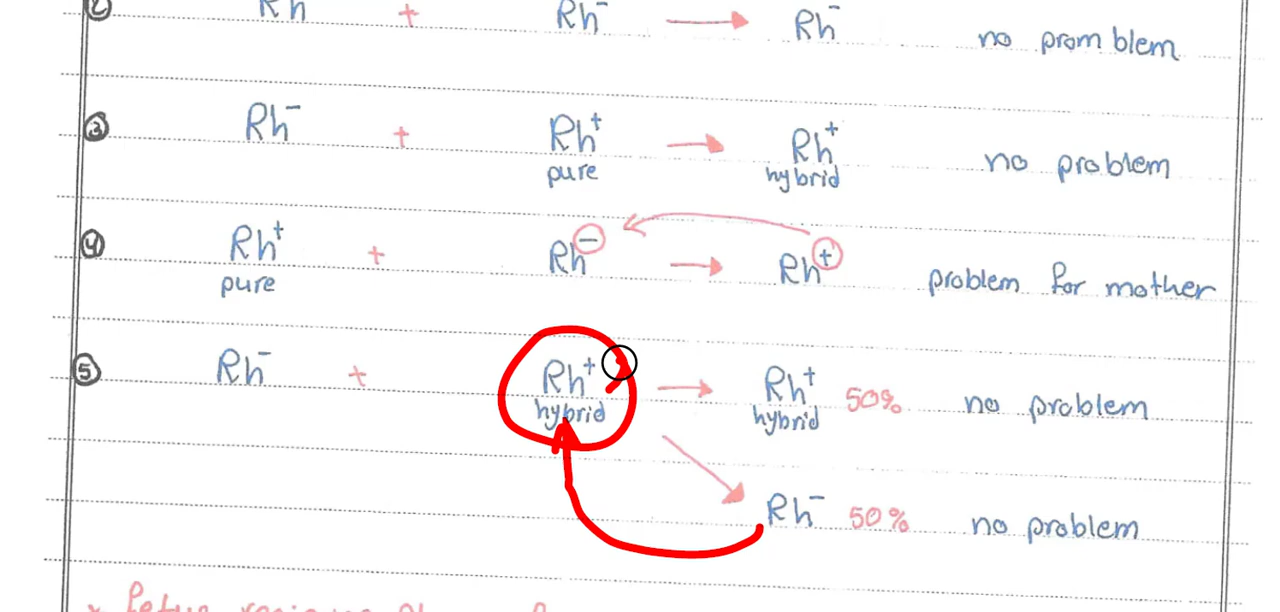 ② Rh + Rh⁻ → Rh⁻ no promblem
③ Rh⁻ + Rh⁺ → Rh⁺ no problem
pure hybrid
④ Rh⁺ + Rh⁻ → Rh⁺ problem for mother
pure
⑤ Rh⁻ + Rh⁺ → Rh⁺ 50% no problem
hybrid hybrid
Rh⁻ 50% no problem